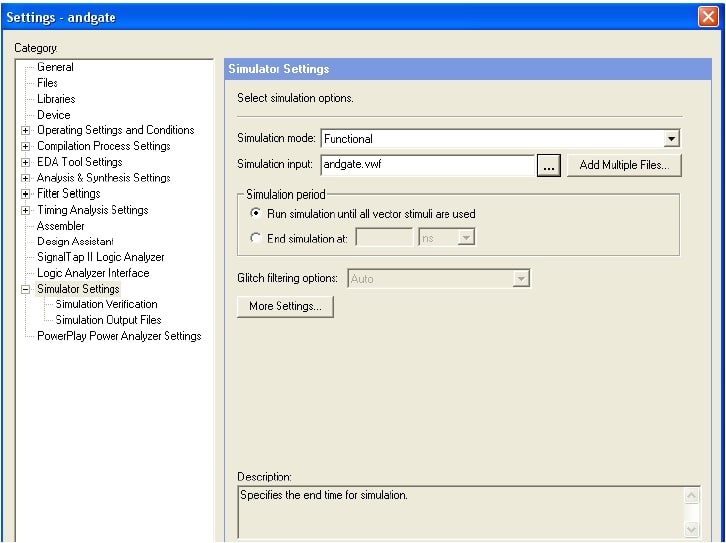 Settings - andgate
Category:
General
Files
Libraries
Device
Operating Settings and Conditions
Compilation Process Settings
EDA Tool Settings
Analysis & Synthesis Settings
Fitter Settings
Timing Analysis Settings
Assembler
Design Assistant
SignalTap II Logic Analyzer
Logic Analyzer Interface
Simulator Settings
Simulation Verification
Simulation Output Files
PowerPlay Power Analyzer Settings
Simulator Settings
Select simulation options.
Simulation mode: Functional
Simulation input: andgate.vwf ... Add Multiple Files...
Simulation period
Run simulation until all vector stimuli are used
End simulation at: ns
Glitch filtering options: Auto
More Settings...
Description:
Specifies the end time for simulation.